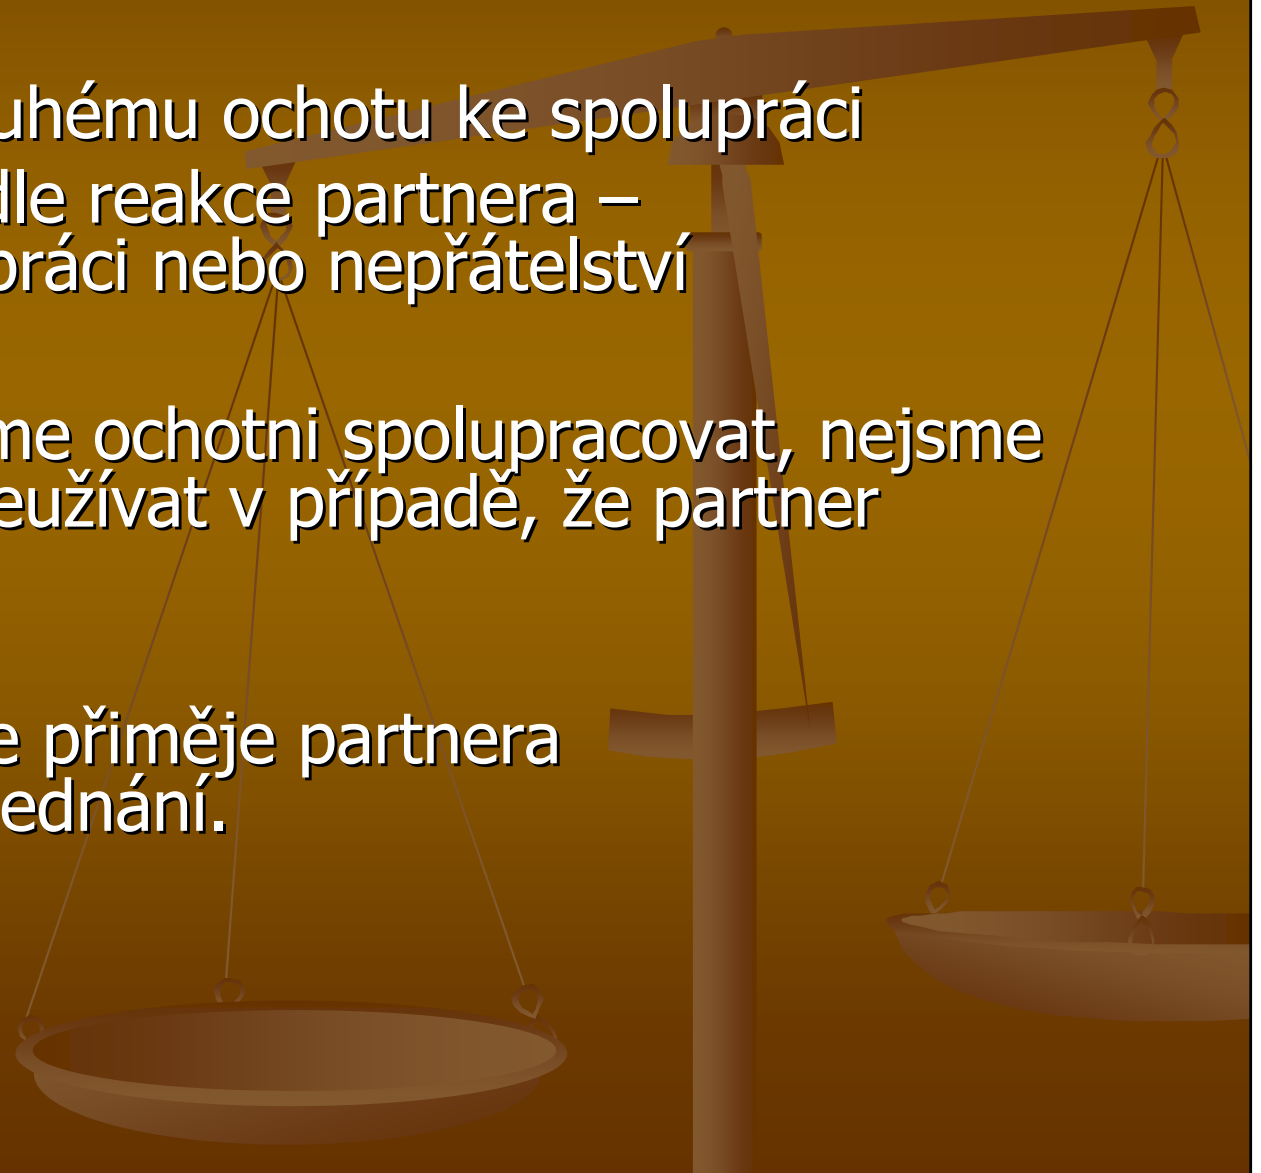 uhému ochotu ke spolupráci
dle reakce partnera –
práci nebo nepřátelství
me ochotni spolupracovat, nejsme
eužívat v případě, že partner
e přiměje partnera
ednání.